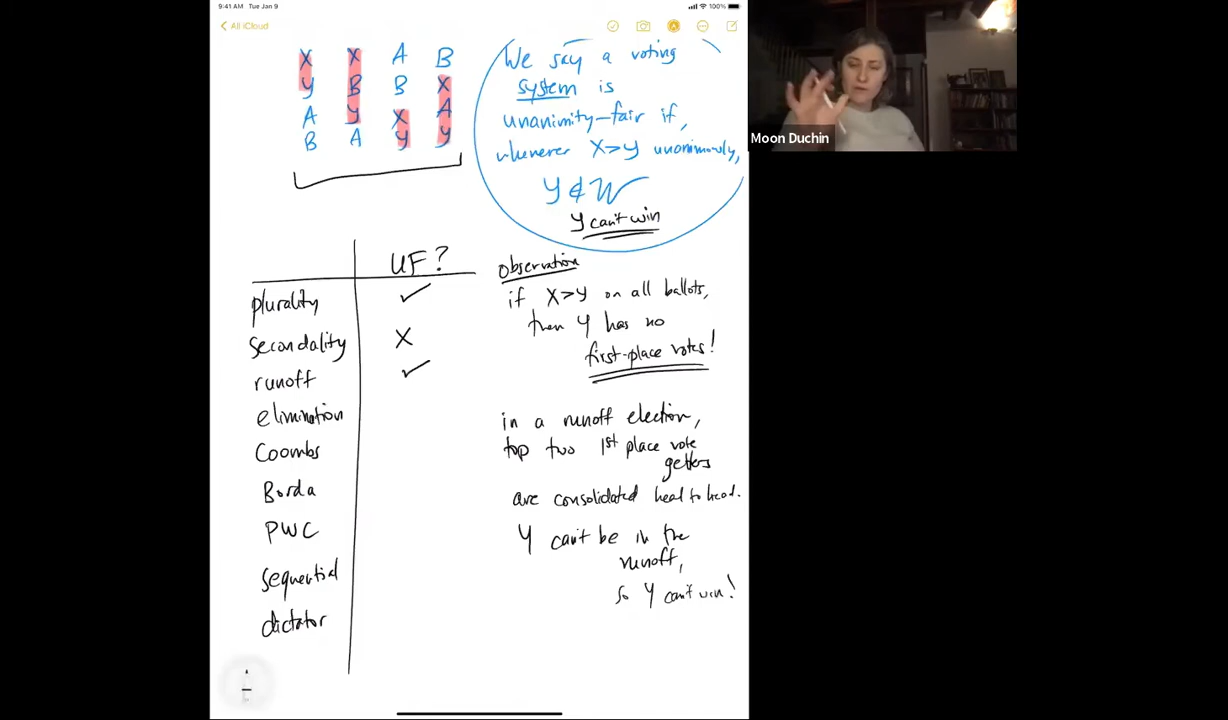 9:41 AM Tue Jan 9
100%
All iCloud
X X A B
Y B B X
A Y X A
B A Y Y
We say a voting
system is
unanimity-fair if,
whenever X>Y unanimously,
Y ∉ W
Y can't win
UF?
plurality ✓
secondality X
runoff ✓
elimination
Coombs
Borda
PWC
sequential
dictator
Observation
if X>Y on all ballots,
then Y has no
first-place votes!
in a runoff election,
top two 1st place vote
getters
are consolidated head to head.
Y can't be in the
runoff,
so Y can't win!
Moon Duchin